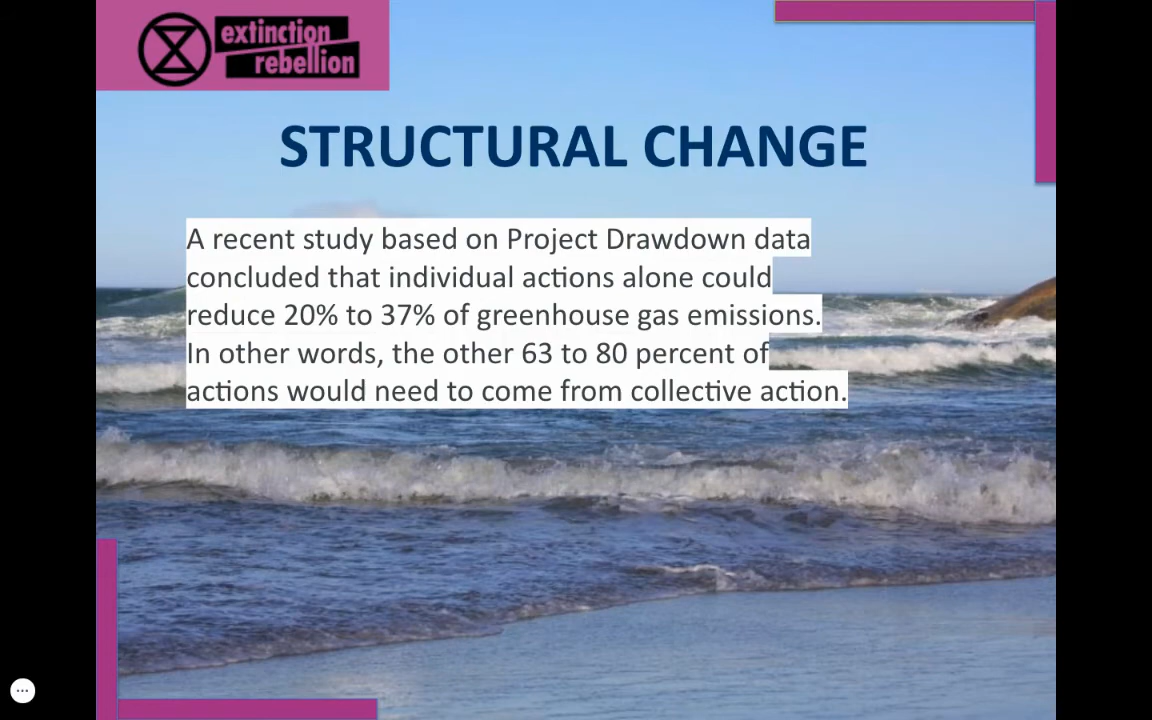 extinction
rebellion
STRUCTURAL CHANGE
A recent study based on Project Drawdown data
concluded that individual actions alone could
reduce 20% to 37% of greenhouse gas emissions.
In other words, the other 63 to 80 percent of
actions would need to come from collective action.